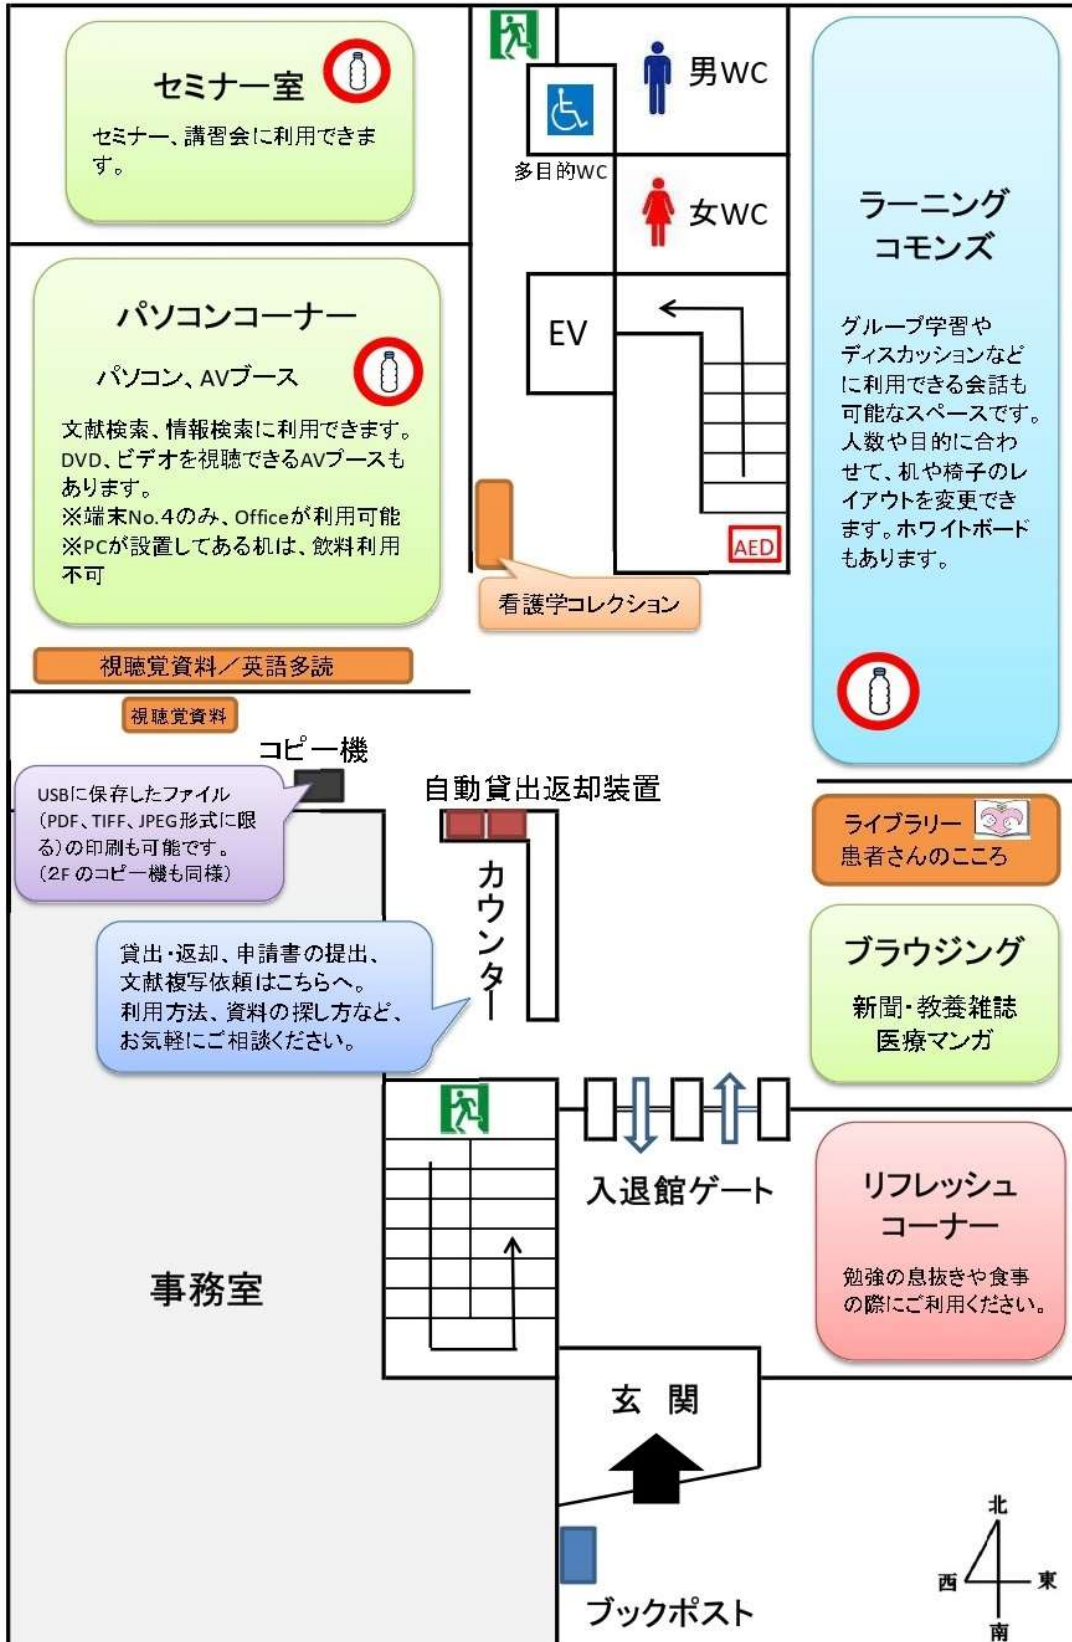 セミナー室
セミナー、講習会に利用できま
す。
男WC
多目的WC
女WC
EV
AED
パソコンコーナー
パソコン、AVブース
文献検索、情報検索に利用できます。
DVD、ビデオを視聴できるAVブースも
あります。
※端末No.4のみ、Officeが利用可能
※PCが設置してある机は、飲料利用
不可
看護学コレクション
ラーニング
コモンズ
グループ学習や
ディスカッションなど
に利用できる会話も
可能なスペースです。
人数や目的に合わ
せて、机や椅子のレ
イアウトを変更でき
ます。ホワイトボード
もあります。
視聴覚資料／英語多読
視聴覚資料
コピー機
USBに保存したファイル
（PDF、TIFF、JPEG形式に限
る）の印刷も可能です。
（2Fのコピー機も同様）
自動貸出返却装置
カウンター
貸出・返却、申請書の提出、
文献複写依頼はこちらへ。
利用方法、資料の探し方など、
お気軽にご相談ください。
ライブラリー
患者さんのこころ
ブラウジング
新聞・教養雑誌
医療マンガ
入退館ゲート
リフレッシュ
コーナー
勉強の息抜きや食事
の際にご利用ください。
事務室
玄 関
ブックポスト
北
西 東
南